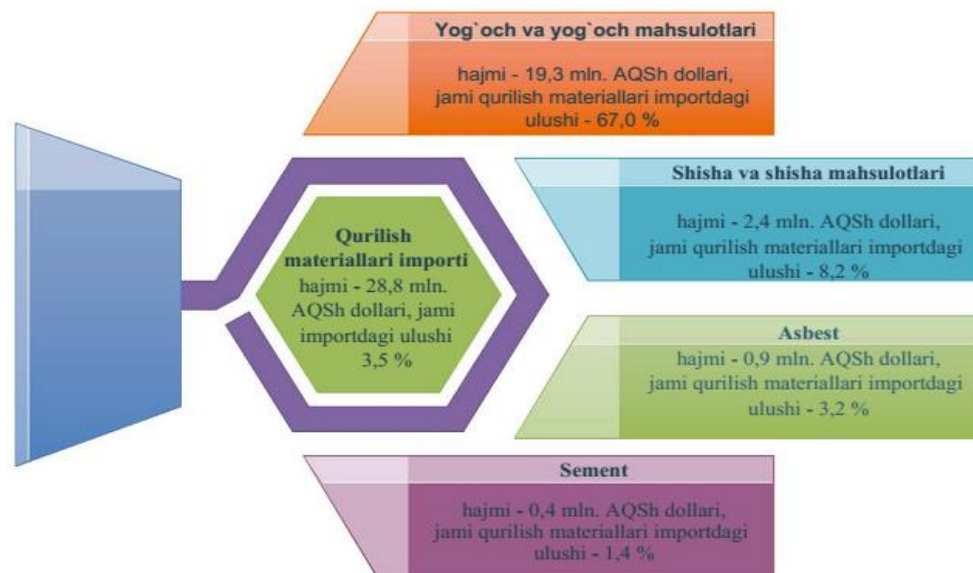 Yog`och va yog`och mahsulotlari
hajmi - 19,3 mln. AQSh dollari,
jami qurilish materiallari importdagi
ulushi - 67,0 %
Shisha va shisha mahsulotlari
hajmi - 2,4 mln. AQSh dollari,
jami qurilish materiallari importdagi
ulushi - 8,2 %
Qurilish
materiallari importi
hajmi - 28,8 mln.
AQSh dollari, jami
importdagi ulushi
3,5 %
Asbest
hajmi - 0,9 mln. AQSh dollari,
jami qurilish materiallari importdagi
ulushi - 3,2 %
Sement
hajmi - 0,4 mln. AQSh dollari,
jami qurilish materiallari importdagi
ulushi - 1,4 %